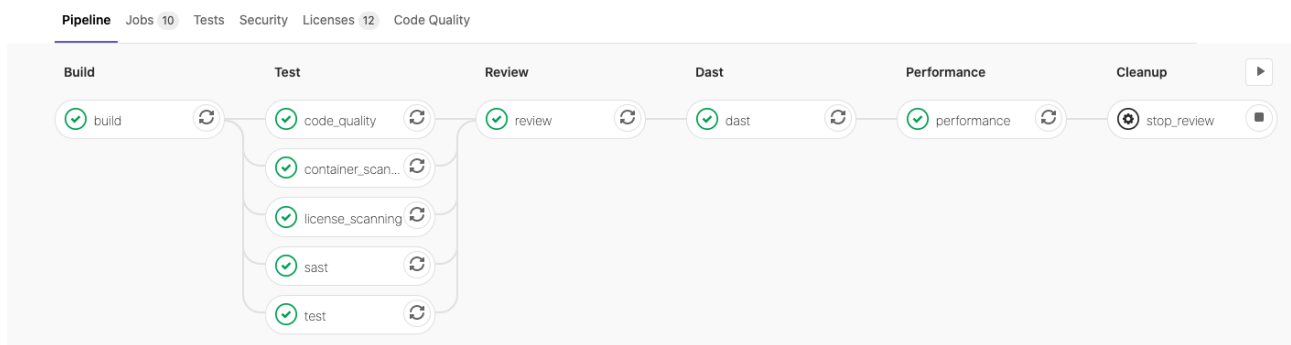 Pipeline Jobs 10 Tests Security Licenses 12 Code Quality
Build Test Review Dast Performance Cleanup
build code_quality review dast performance stop_review
container_scan...
license_scanning
sast
test